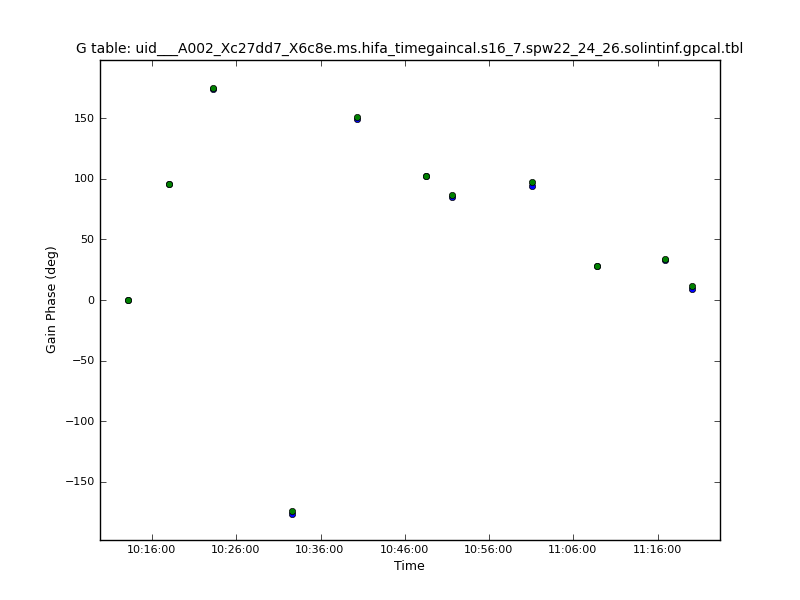 G table: uid___A002_Xc27dd7_X6c8e.ms.hifa_timegaincal.s16_7.spw22_24_26.solintinf.gpcal.tbl
150
100
50
0
−50
−100
−150
Gain Phase (deg)
10:16:00 10:26:00 10:36:00 10:46:00 10:56:00 11:06:00 11:16:00
Time